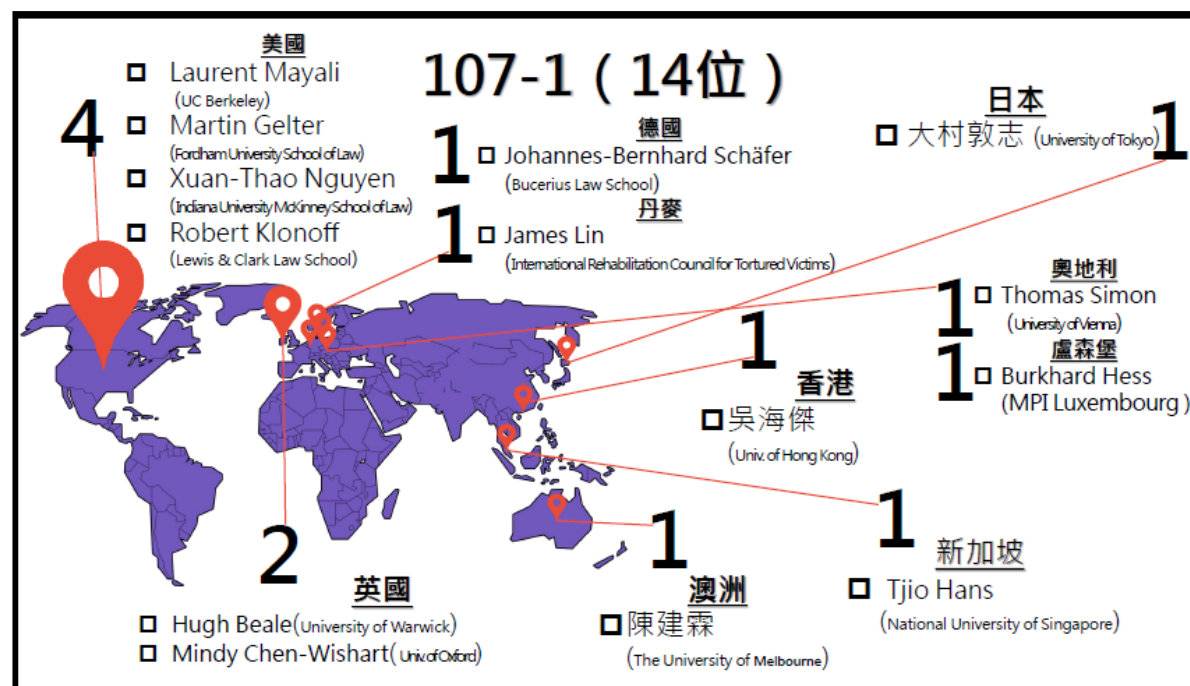 107-1（14位）
4
美國
Laurent Mayali
(UC Berkeley)
Martin Gelter
(Fordham University School of Law)
Xuan-Thao Nguyen
(Indiana University McKinney School of Law)
Robert Klonoff
(Lewis & Clark Law School)
1
德國
Johannes-Bernhard Schäfer
(Bucerius Law School)
1
丹麥
James Lin
(International Rehabilitation Council for Tortured Victims)
日本
1
大村敦志 (University of Tokyo)
奧地利
1
Thomas Simon
(University of Vienna)
盧森堡
1
Burkhard Hess
(MPI Luxembourg )
1
香港
吳海傑
(Univ. of Hong Kong)
1
新加坡
Tjio Hans
(National University of Singapore)
1
澳洲
陳建霖
(The University of Melbourne)
2
英國
Hugh Beale(University of Warwick)
Mindy Chen-Wishart( Univ. of Oxford)